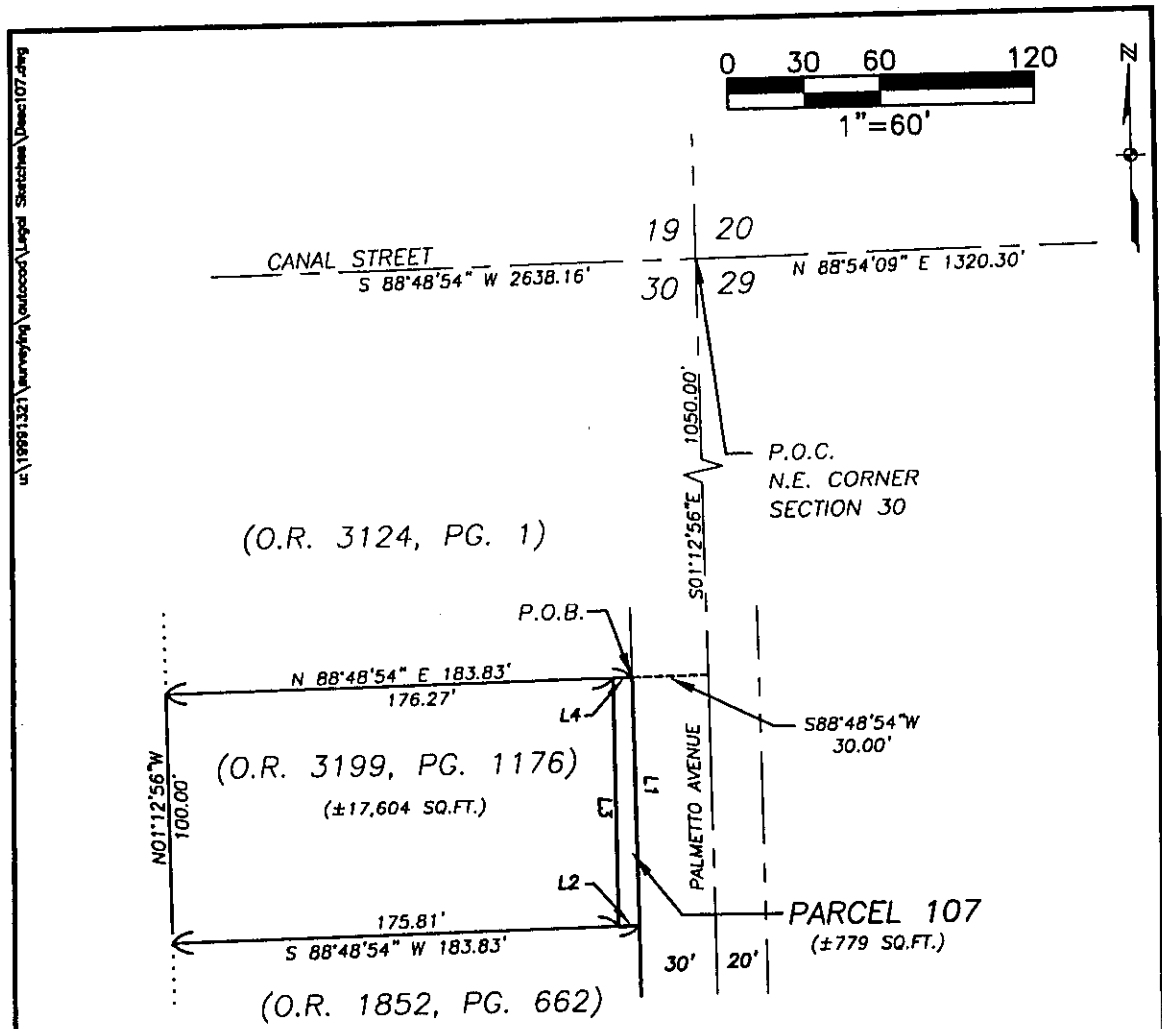 u:\19991321\surveying\autocad\Legal Sketches\Desc107.dwg
0 30 60 120
1"=60'
N
19 20
CANAL STREET
S 88°48'54" W 2638.16'
30 29
N 88°54'09" E 1320.30'
S01°12'56"E 1050.00'
P.O.C.
N.E. CORNER
SECTION 30
(O.R. 3124, PG. 1)
P.O.B.
N 88°48'54" E 183.83'
176.27'
L4
S88°48'54"W
30.00'
N01°12'56"W
100.00'
(O.R. 3199, PG. 1176)
(±17,604 SQ.FT.)
L3
L1
PALMETTO AVENUE
L2
175.81'
S 88°48'54" W 183.83'
PARCEL 107
(±779 SQ.FT.)
30' 20'
(O.R. 1852, PG. 662)